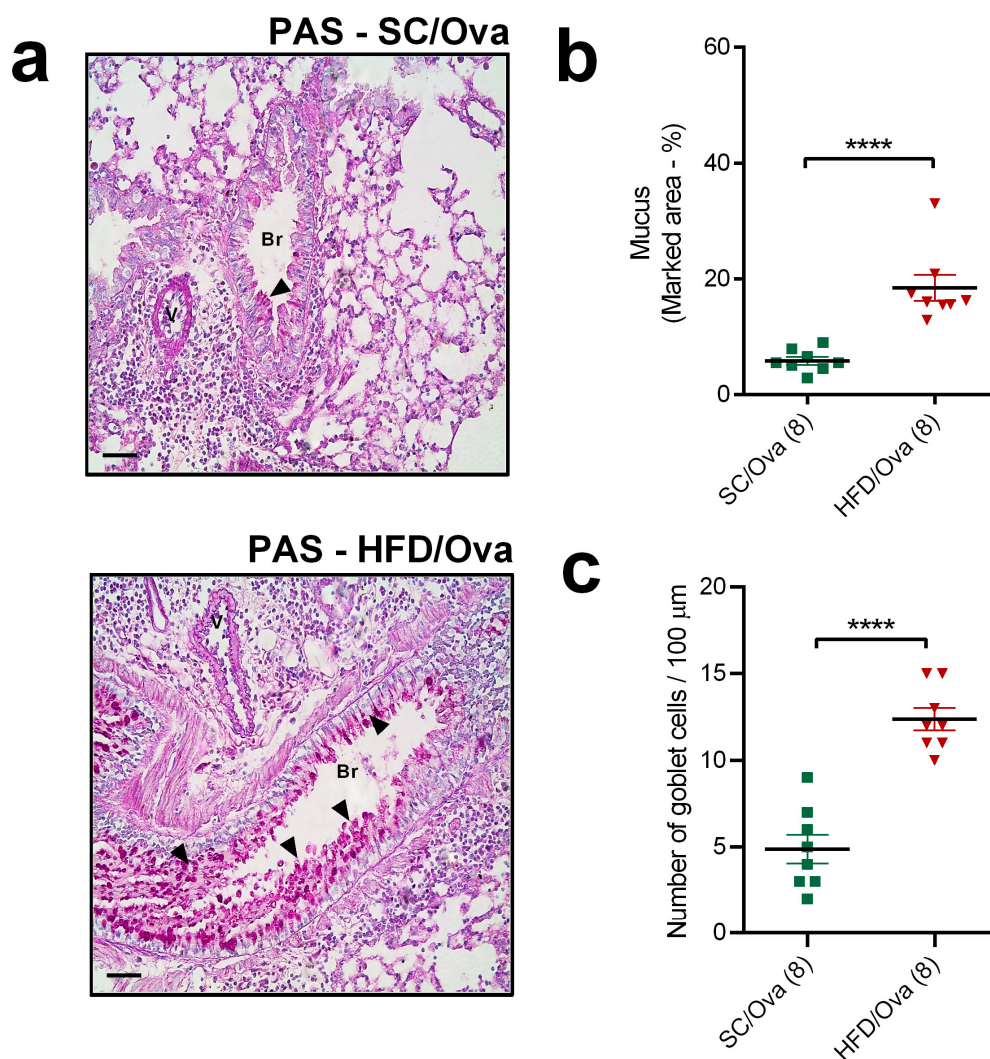 a
PAS - SC/Ova
Br
V
PAS - HFD/Ova
V
Br
b
Mucus
(Marked area - %)
60
40
20
0
****
SC/Ova (8)
HFD/Ova (8)
c
Number of goblet cells / 100 μm
20
15
10
5
0
****
SC/Ova (8)
HFD/Ova (8)